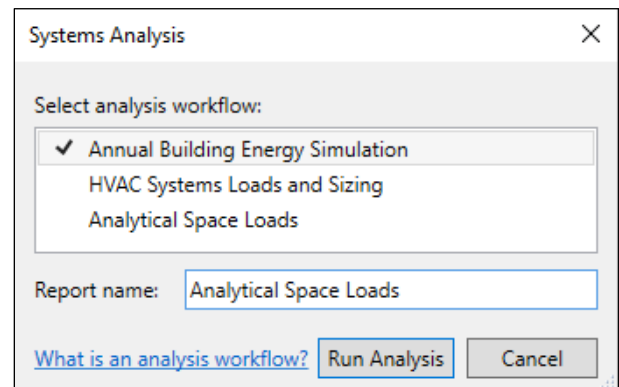 Systems Analysis
Select analysis workflow:
Annual Building Energy Simulation
HVAC Systems Loads and Sizing
Analytical Space Loads
Report name: Analytical Space Loads
What is an analysis workflow? Run Analysis Cancel